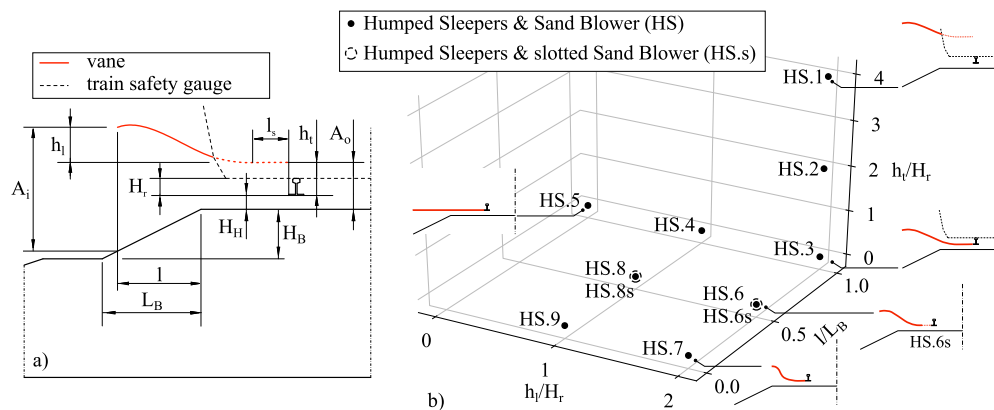 vane
train safety gauge
h_l
A_i
l_s
h_t
A_o
H_r
H_H
H_B
l
L_B
a)
Humped Sleepers & Sand Blower (HS)
Humped Sleepers & slotted Sand Blower (HS.s)
HS.1
HS.2
HS.3
HS.4
HS.5
HS.6
HS.6s
HS.7
HS.8
HS.8s
HS.9
4
3
2
1
0
h_t/H_r
1.0
0.5
0.0
l/L_B
0
1
2
h_l/H_r
HS.6s
b)